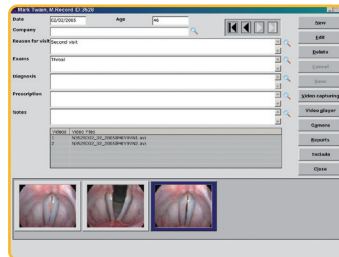 Mark Twain, M.Record ID:3528
Date 02/02/2003 Age 46
Company
Reason for visit Second visit
Exams Throat
Diagnosis
Prescription
Notes
Videos Video Files
1
2
New
Edit
Delete
Cancel
Save
Video capturing
Video player
Camera
Reports
Include
Close